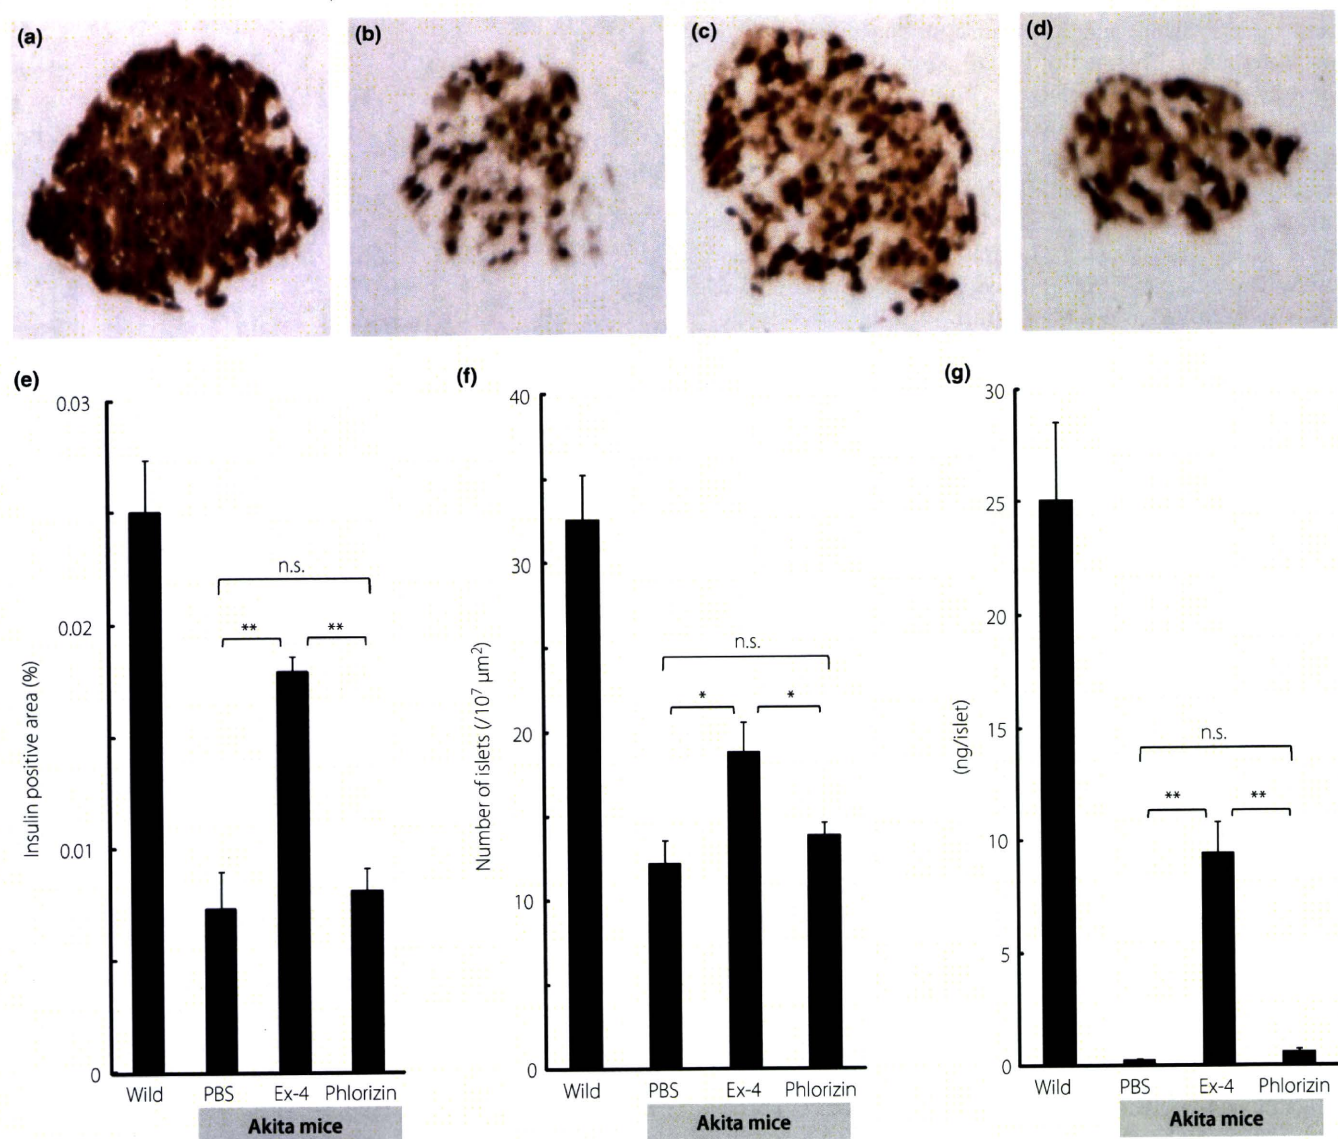 (a)
(b)
(c)
(d)
(e)
0.03
0.02
0.01
0
Insulin positive area (%)
n.s.
**
**
Wild
PBS
Ex-4
Phlorizin
Akita mice
(f)
40
30
20
10
0
Number of islets (/10⁷ µm²)
n.s.
*
*
Wild
PBS
Ex-4
Phlorizin
Akita mice
(g)
30
25
20
15
10
5
0
(ng/islet)
n.s.
**
**
Wild
PBS
Ex-4
Phlorizin
Akita mice